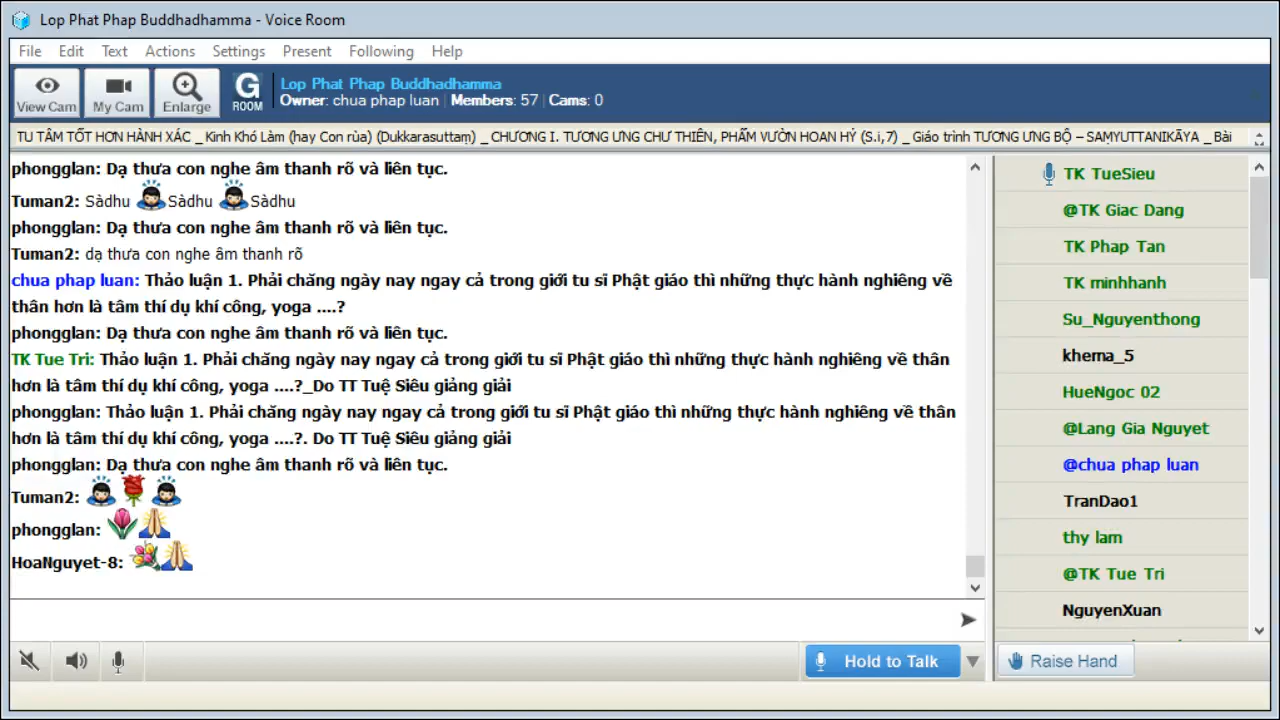 Lop Phat Phap Buddhadhamma - Voice Room
File Edit Text Actions Settings Present Following Help
View Cam My Cam Enlarge G ROOM
Lop Phat Phap Buddhadhamma
Owner: chua phap luan | Members: 57 | Cams: 0
TU TÂM TỐT HƠN HÀNH XÁC _ Kinh Khó Làm (hay Con rùa) (Dukkarasuttaṃ) _ CHƯƠNG I. TƯƠNG ƯNG CHƯ THIÊN, PHẨM VƯỜN HOAN HỶ (S.i,7) _ Giáo trình TƯƠNG ƯNG BỘ – SAṂYUTTANIKĀYA _ Bài
phongglan: Dạ thưa con nghe âm thanh rõ và liên tục.
Tuman2: Sàdhu Sàdhu Sàdhu
phongglan: Dạ thưa con nghe âm thanh rõ và liên tục.
Tuman2: dạ thưa con nghe âm thanh rõ
chua phap luan: Thảo luận 1. Phải chăng ngày nay ngay cả trong giới tu sĩ Phật giáo thì những thực hành nghiêng về
thân hơn là tâm thí dụ khí công, yoga ....?
phongglan: Dạ thưa con nghe âm thanh rõ và liên tục.
TK Tue Tri: Thảo luận 1. Phải chăng ngày nay ngay cả trong giới tu sĩ Phật giáo thì những thực hành nghiêng về thân
hơn là tâm thí dụ khí công, yoga ....?_Do TT Tuệ Siêu giảng giải
phongglan: Thảo luận 1. Phải chăng ngày nay ngay cả trong giới tu sĩ Phật giáo thì những thực hành nghiêng về thân
hơn là tâm thí dụ khí công, yoga ....?. Do TT Tuệ Siêu giảng giải
phongglan: Dạ thưa con nghe âm thanh rõ và liên tục.
Tuman2:
phongglan:
HoaNguyet-8:
TK TueSieu
@TK Giac Dang
TK Phap Tan
TK minhhanh
Su_Nguyenthong
khema_5
HueNgoc 02
@Lang Gia Nguyet
@chua phap luan
TranDao1
thy lam
@TK Tue Tri
NguyenXuan
Hold to Talk
Raise Hand